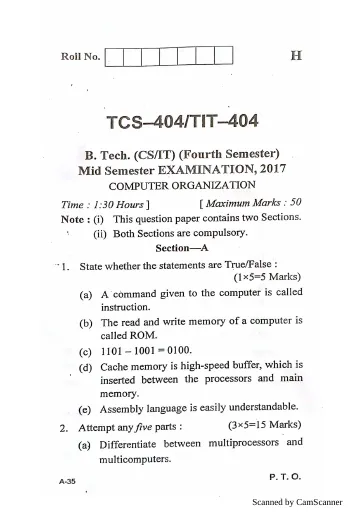 Roll No.
H
TCS–404/TIT–404
B. Tech. (CS/IT) (Fourth Semester)
Mid Semester EXAMINATION, 2017
COMPUTER ORGANIZATION
Time : 1:30 Hours ] [ Maximum Marks : 50
Note : (i) This question paper contains two Sections.
(ii) Both Sections are compulsory.
Section—A
1. State whether the statements are True/False :
(1×5=5 Marks)
(a) A command given to the computer is called
instruction.
(b) The read and write memory of a computer is
called ROM.
(c) 1101 – 1001 = 0100.
(d) Cache memory is high-speed buffer, which is
inserted between the processors and main
memory.
(e) Assembly language is easily understandable.
2. Attempt any five parts : (3×5=15 Marks)
(a) Differentiate between multiprocessors and
multicomputers.
A-35 P. T. O.
Scanned by CamScanner